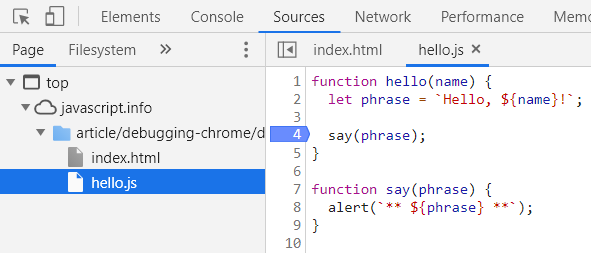 Elements Console Sources Network Performance Memo
Page Filesystem »
index.html hello.js ×
top
javascript.info
article/debugging-chrome/d
index.html
hello.js
1 function hello(name) {
2 let phrase = `Hello, ${name}!`;
3
4 say(phrase);
5 }
6
7 function say(phrase) {
8 alert(`** ${phrase} **`);
9 }
10